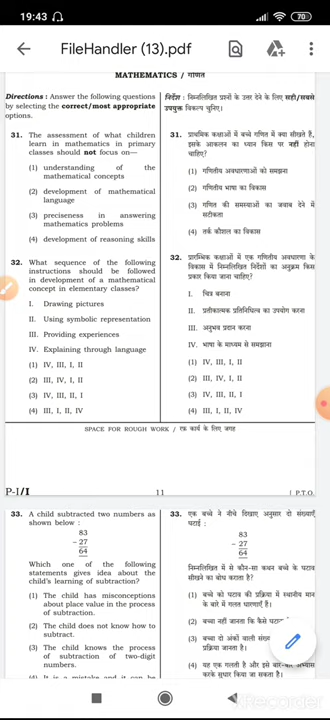 19:43
70
FileHandler (13).pdf
MATHEMATICS / गणित
Directions : Answer the following questions by selecting the correct/most appropriate options.
31. The assessment of what children learn in mathematics in primary classes should not focus on—
(1) understanding of the mathematical concepts
(2) development of mathematical language
(3) preciseness in answering mathematics problems
(4) development of reasoning skills
32. What sequence of the following instructions should be followed in development of a mathematical concept in elementary classes?
I. Drawing pictures
II. Using symbolic representation
III. Providing experiences
IV. Explaining through language
(1) IV, III, I, II
(2) III, IV, I, II
(3) IV, III, II, I
(4) III, I, II, IV
निर्देश : निम्नलिखित प्रश्नों के उत्तर देने के लिए सही/सबसे उपयुक्त विकल्प चुनिए।
31. प्राथमिक कक्षाओं में बच्चे गणित में क्या सीखते हैं, इसके आकलन का ध्यान किस पर नहीं होना चाहिए?
(1) गणितीय अवधारणाओं को समझना
(2) गणितीय भाषा का विकास
(3) गणित की समस्याओं का जवाब देने में सटीकता
(4) तर्क कौशल का विकास
32. प्रारम्भिक कक्षाओं में एक गणितीय अवधारणा के विकास में निम्नलिखित निर्देशों का अनुक्रम किस प्रकार किया जाना चाहिए?
I. चित्र बनाना
II. प्रतीकात्मक प्रतिनिधित्व का उपयोग करना
III. अनुभव प्रदान करना
IV. भाषा के माध्यम से समझाना
(1) IV, III, I, II
(2) III, IV, I, II
(3) IV, III, II, I
(4) III, I, II, IV
SPACE FOR ROUGH WORK / रफ़ कार्य के लिए जगह
P-I/I
11
[ P.T.O.
33. A child subtracted two numbers as shown below :
83
− 27
64
Which one of the following statements gives idea about the child's learning of subtraction?
(1) The child has misconceptions about place value in the process of subtraction.
(2) The child does not know how to subtract.
(3) The child knows the process of subtraction of two-digit numbers.
(4) It is a mistake and it can be
33. एक बच्चे ने नीचे दिखाए अनुसार दो संख्याएँ घटाई :
83
− 27
64
निम्नलिखित में से कौन-सा कथन बच्चे के घटाव सीखने का बोध कराता है?
(1) बच्चे को घटाव की प्रक्रिया में स्थानीय मान के बारे में गलत धारणाएँ हैं।
(2) बच्चा नहीं जानता कि कैसे
(3) बच्चा दो अंकों वाली
प्रक्रिया जानता है।
(4) यह एक गलती है और इसे
करके सुधार किया जा सकता है।